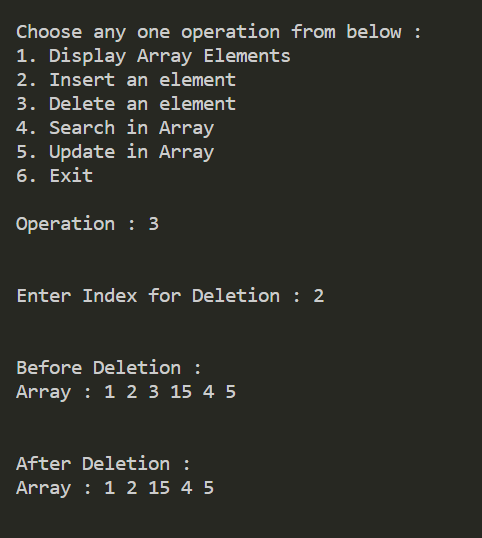 Choose any one operation from below :
1. Display Array Elements
2. Insert an element
3. Delete an element
4. Search in Array
5. Update in Array
6. Exit
Operation : 3
Enter Index for Deletion : 2
Before Deletion :
Array : 1 2 3 15 4 5
After Deletion :
Array : 1 2 15 4 5